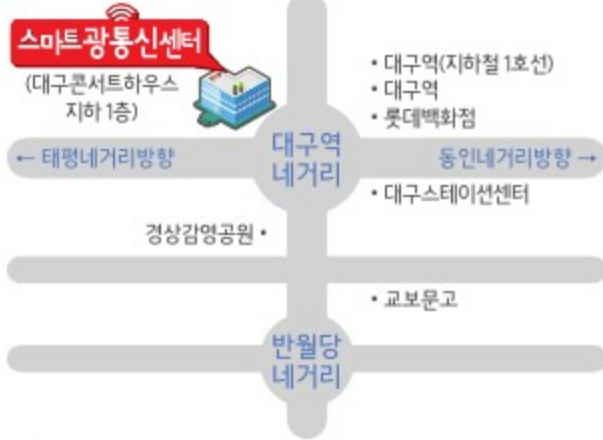 스마트광통신센터
(대구콘서트하우스
지하 1층)
• 대구역(지하철 1호선)
• 대구역
• 롯데백화점
← 태평네거리방향
대구역
네거리
동인네거리방향 →
• 대구스테이션센터
경상감영공원 •
• 교보문고
반월당
네거리